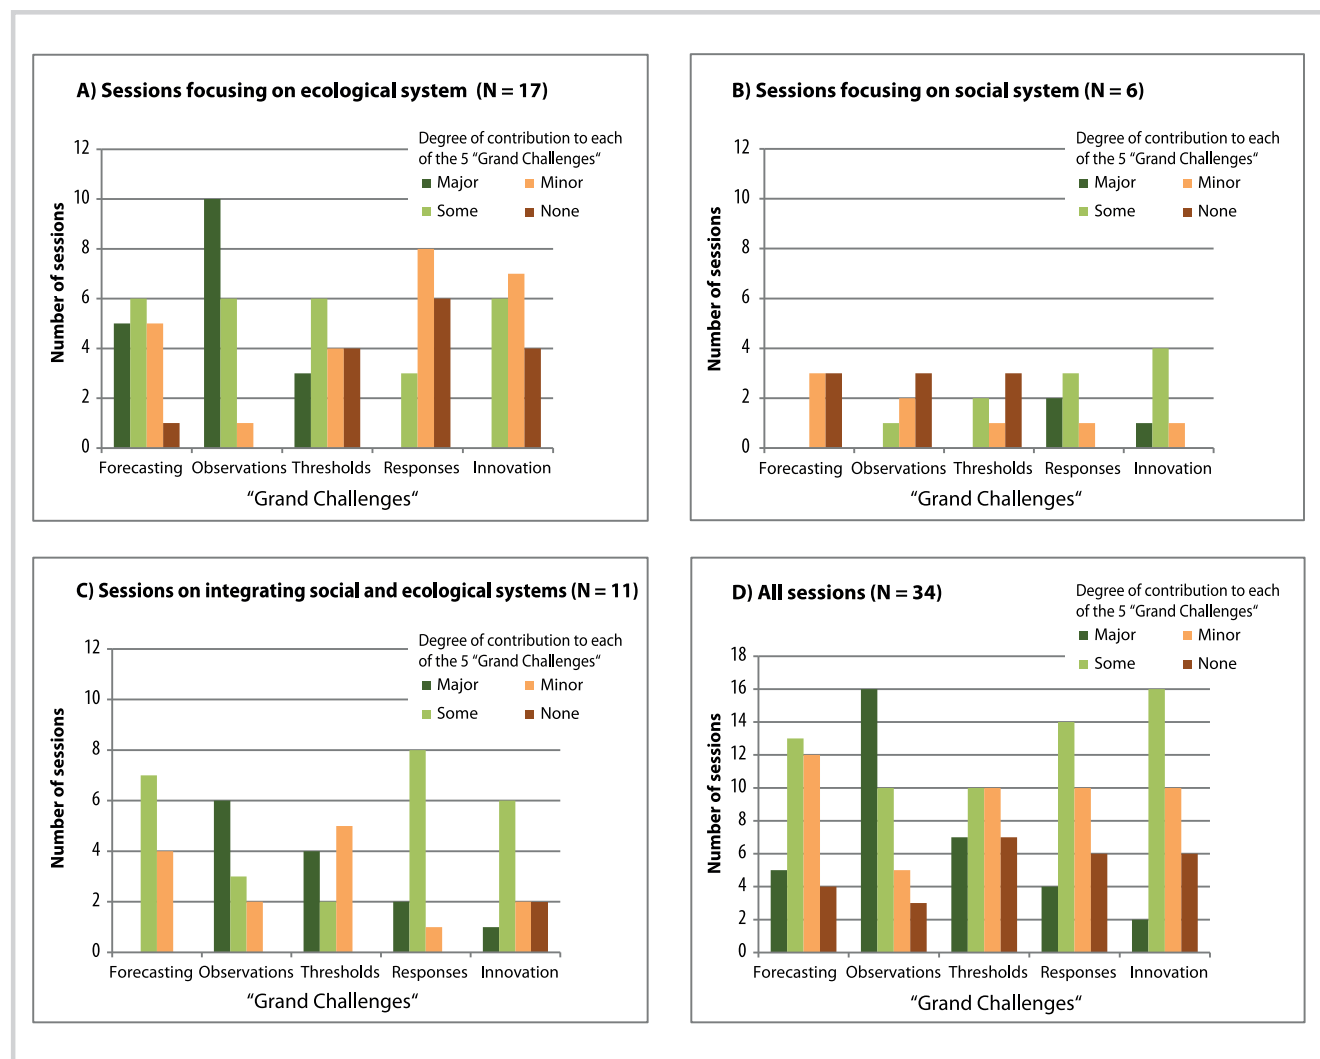 A) Sessions focusing on ecological system (N = 17)
Degree of contribution to each
of the 5 “Grand Challenges“
Major
Minor
Some
None
Number of sessions
12
10
8
6
4
2
0
Forecasting Observations Thresholds Responses Innovation
“Grand Challenges“
B) Sessions focusing on social system (N = 6)
Degree of contribution to each
of the 5 “Grand Challenges“
Major
Minor
Some
None
Number of sessions
12
10
8
6
4
2
0
Forecasting Observations Thresholds Responses Innovation
“Grand Challenges“
C) Sessions on integrating social and ecological systems (N = 11)
Degree of contribution to each
of the 5 “Grand Challenges“
Major
Minor
Some
None
Number of sessions
12
10
8
6
4
2
0
Forecasting Observations Thresholds Responses Innovation
“Grand Challenges“
D) All sessions (N = 34)
Degree of contribution to each
of the 5 “Grand Challenges“
Major
Minor
Some
None
Number of sessions
18
16
14
12
10
8
6
4
2
0
Forecasting Observations Thresholds Responses Innovation
“Grand Challenges“